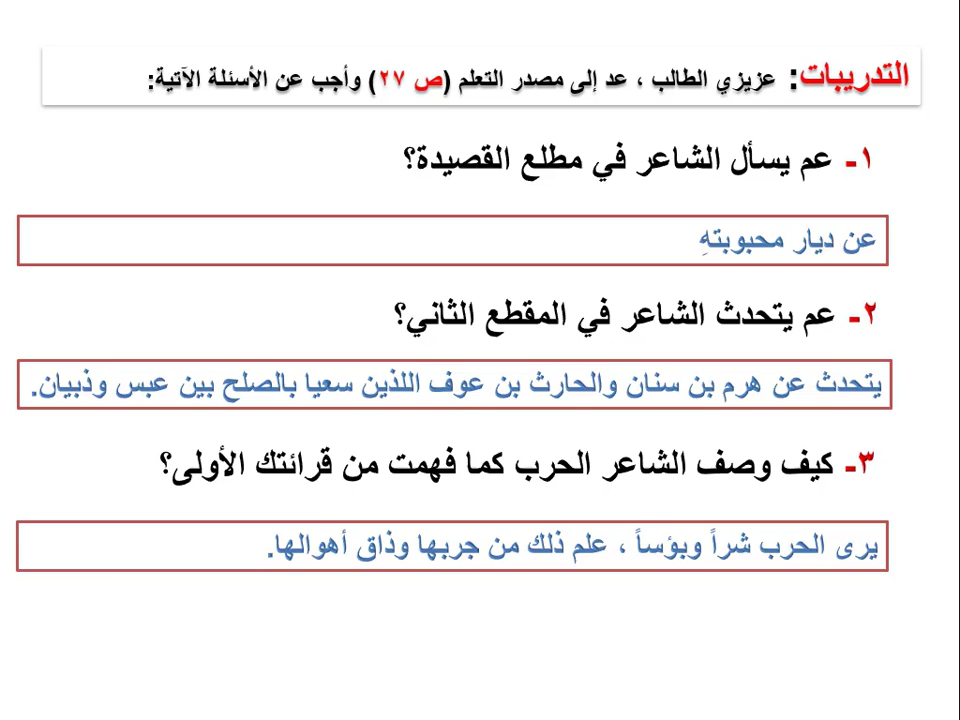 التدريبات: عزيزي الطالب ، عد إلى مصدر التعلم (ص ٢٧) وأجب عن الأسئلة الآتية:
١- عم يسأل الشاعر في مطلع القصيدة؟
عن ديار محبوبتهِ
٢- عم يتحدث الشاعر في المقطع الثاني؟
يتحدث عن هرم بن سنان والحارث بن عوف اللذين سعيا بالصلح بين عبس وذبيان.
٣- كيف وصف الشاعر الحرب كما فهمت من قرائتك الأولى؟
يرى الحرب شراً وبؤساً ، علم ذلك من جربها وذاق أهوالها.